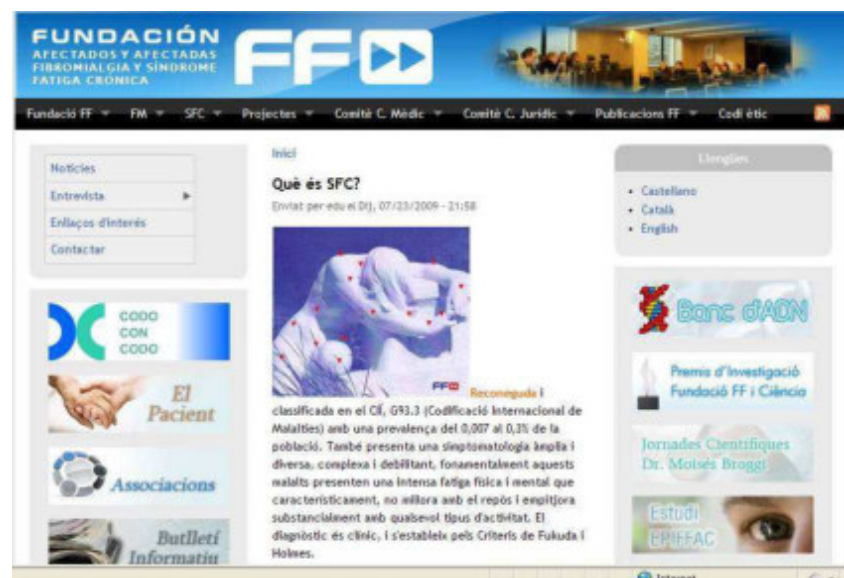 FUNDACIÓN
AFECTADOS Y AFECTADAS
FIBROMIALGIA Y SÍNDROME
FATIGA CRÓNICA
FF
Fundació FF FM SFC Projectes Comitè C. Mèdic Comitè C. Jurídic Publicacions FF Codi ètic
Notícies
Entrevista
Enllaços d'interés
Contactar
CODO
CON
CODO
El
Pacient
Associacions
Butlletí
Informatiu
Inici
Què és SFC?
Enviat per edu el Dij, 07/23/2009 - 21:58
FF
Reconeguda i
classificada en el CIÍ, G93.3 (Codificació Internacional de
Malalties) amb una prevalença del 0,007 al 0,3% de la
població. També presenta una simptomatologia àmplia i
diversa, complexa i debilitant, fonamentalment aquests
malalts presenten una intensa fatiga física i mental que
característicament, no millora amb el repòs i empitjora
substancialment amb qualsevol tipus d'activitat. El
diagnòstic és clínic, i s'estableix pels Criteris de Fukuda i
Holmes.
Llengües
Castellano
Català
English
Banc d'ADN
Premis d'Investigació
Fundació FF i Ciència
Jornades Científiques
Dr. Moisès Broggi
Estudi
EPIFFAC
Internet